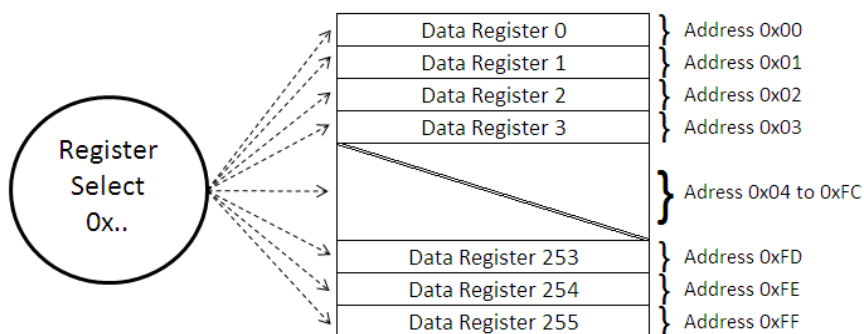 Register
Select
0x..
Data Register 0
Address 0x00
Data Register 1
Address 0x01
Data Register 2
Address 0x02
Data Register 3
Address 0x03
Adress 0x04 to 0xFC
Data Register 253
Address 0xFD
Data Register 254
Address 0xFE
Data Register 255
Address 0xFF